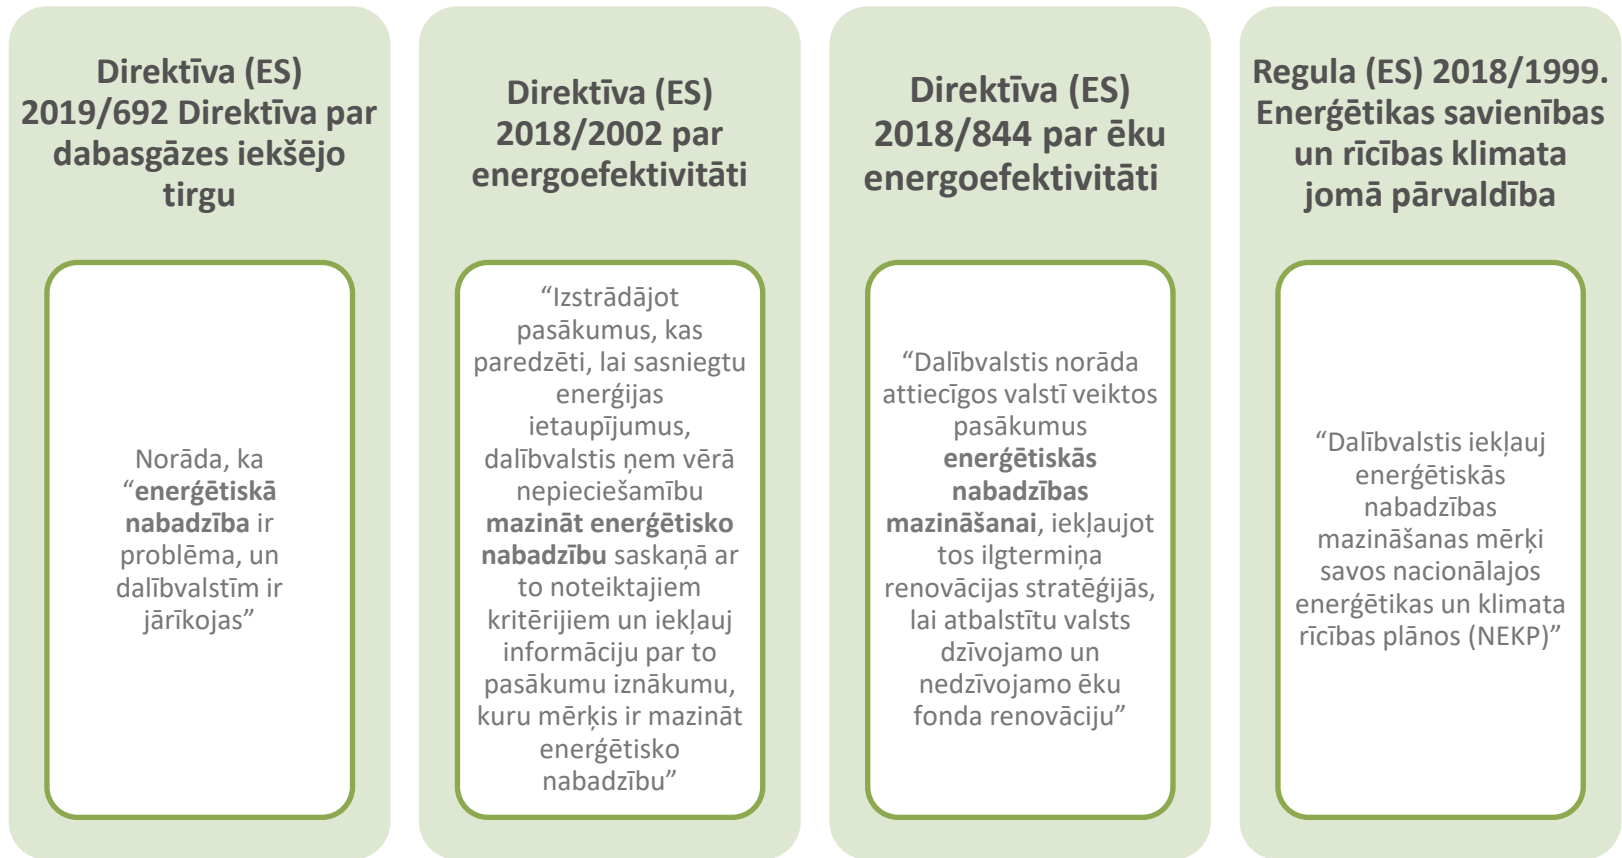 Direktīva (ES)
2019/692 Direktīva par
dabasgāzes iekšējo
tirgu
Norāda, ka
“enerģētiskā
nabadzība ir
problēma, un
dalībvalstīm ir
jārīkojas”
Direktīva (ES)
2018/2002 par
energoefektivitāti
“Izstrādājot
pasākumus, kas
paredzēti, lai sasniegtu
enerģijas
ietaupījumus,
dalībvalstis ņem vērā
nepieciešamību
mazināt enerģētisko
nabadzību saskaņā ar
to noteiktajiem
kritērijiem un iekļauj
informāciju par to
pasākumu iznākumu,
kuru mērķis ir mazināt
enerģētisko
nabadzību”
Direktīva (ES)
2018/844 par ēku
energoefektivitāti
“Dalībvalstis norāda
attiecīgos valstī veiktos
pasākumus
enerģētiskās
nabadzības
mazināšanai, iekļaujot
tos ilgtermiņa
renovācijas stratēģijās,
lai atbalstītu valsts
dzīvojamo un
nedzīvojamo ēku
fonda renovāciju”
Regula (ES) 2018/1999.
Enerģētikas savienības
un rīcības klimata
jomā pārvaldība
“Dalībvalstis iekļauj
enerģētiskās
nabadzības
mazināšanas mērķi
savos nacionālajos
enerģētikas un klimata
rīcības plānos (NEKP)”